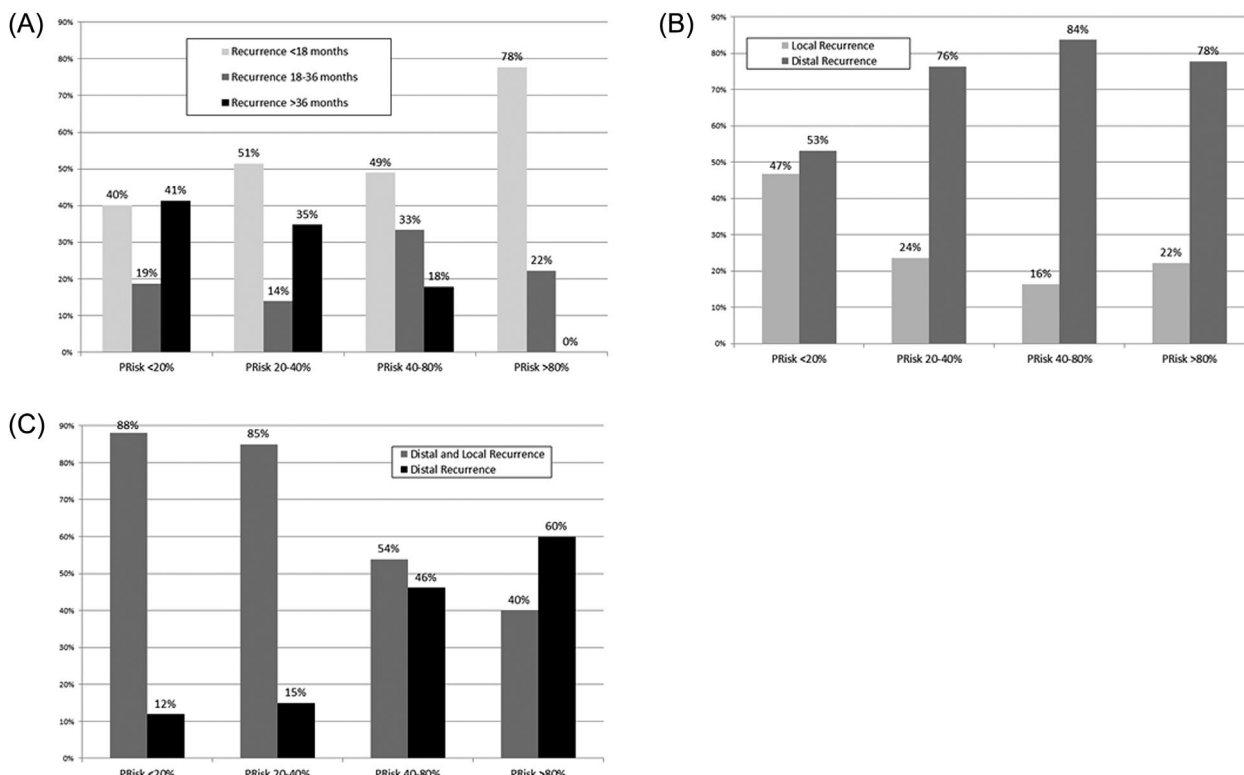 (A)
90%
80%
70%
60%
50%
40%
30%
20%
10%
0%
Recurrence <18 months
Recurrence 18-36 months
Recurrence >36 months
40%
19%
41%
51%
14%
35%
49%
33%
18%
78%
22%
0%
PRisk <20%
PRisk 20-40%
PRisk 40-80%
PRisk >80%
(B)
90%
80%
70%
60%
50%
40%
30%
20%
10%
0%
Local Recurrence
Distal Recurrence
47%
53%
24%
76%
16%
84%
22%
78%
PRisk <20%
PRisk 20-40%
PRisk 40-80%
PRisk >80%
(C)
90%
80%
70%
60%
50%
40%
30%
20%
10%
0%
Distal and Local Recurrence
Distal Recurrence
88%
12%
85%
15%
54%
46%
40%
60%
PRisk <20%
PRisk 20-40%
PRisk 40-80%
PRisk >80%